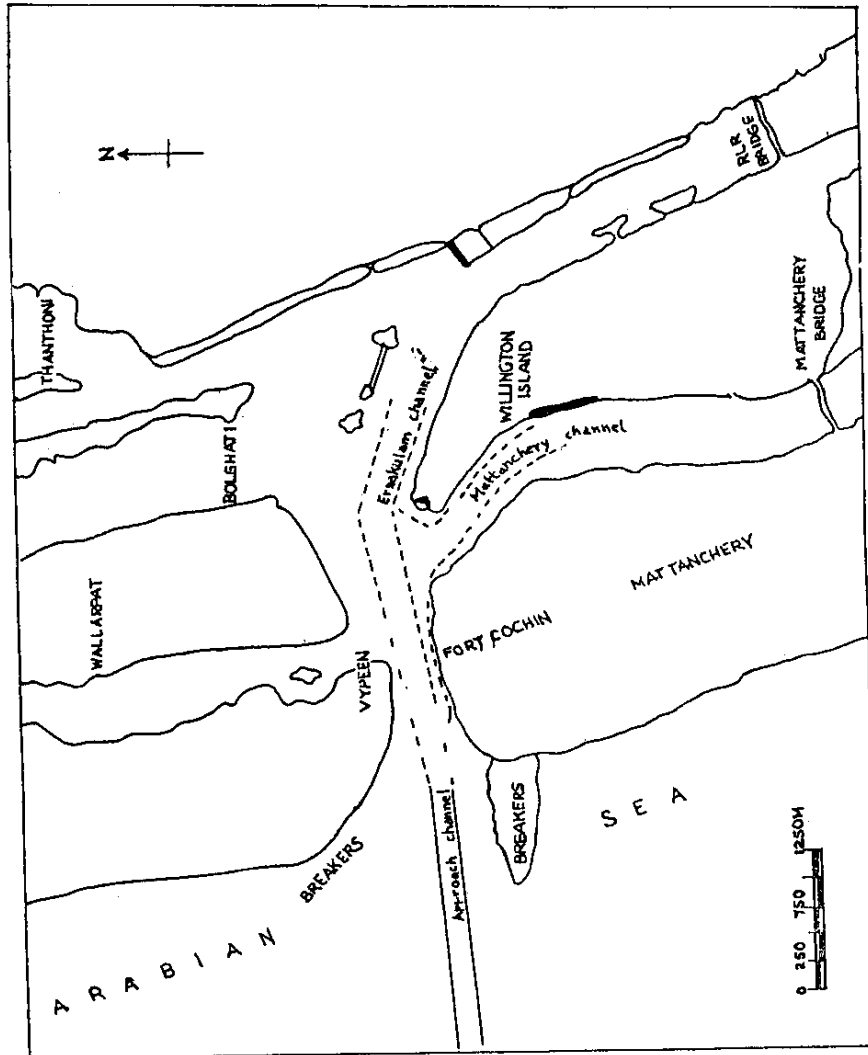 N
RLR
BRIDGE
THANTHONI
BOLGHATI
WALLARPAT
VYPEEN
Ernakulam channel
WILLINGTON
ISLAND
MATTANCHERY
BRIDGE
Mattanchery channel
MATTANCHERY
FORT COCHIN
Approach channel
BREAKERS
BREAKERS
ARABIAN
SEA
0 250 750 1250M